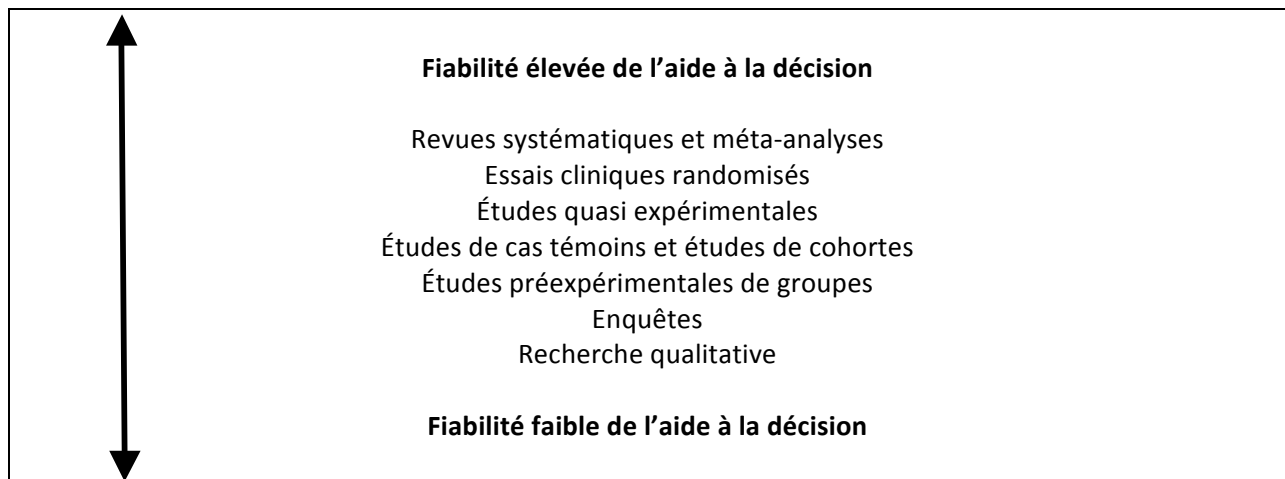 Fiabilité élevée de l’aide à la décision
Revues systématiques et méta-analyses
Essais cliniques randomisés
Études quasi expérimentales
Études de cas témoins et études de cohortes
Études préexpérimentales de groupes
Enquêtes
Recherche qualitative
Fiabilité faible de l’aide à la décision